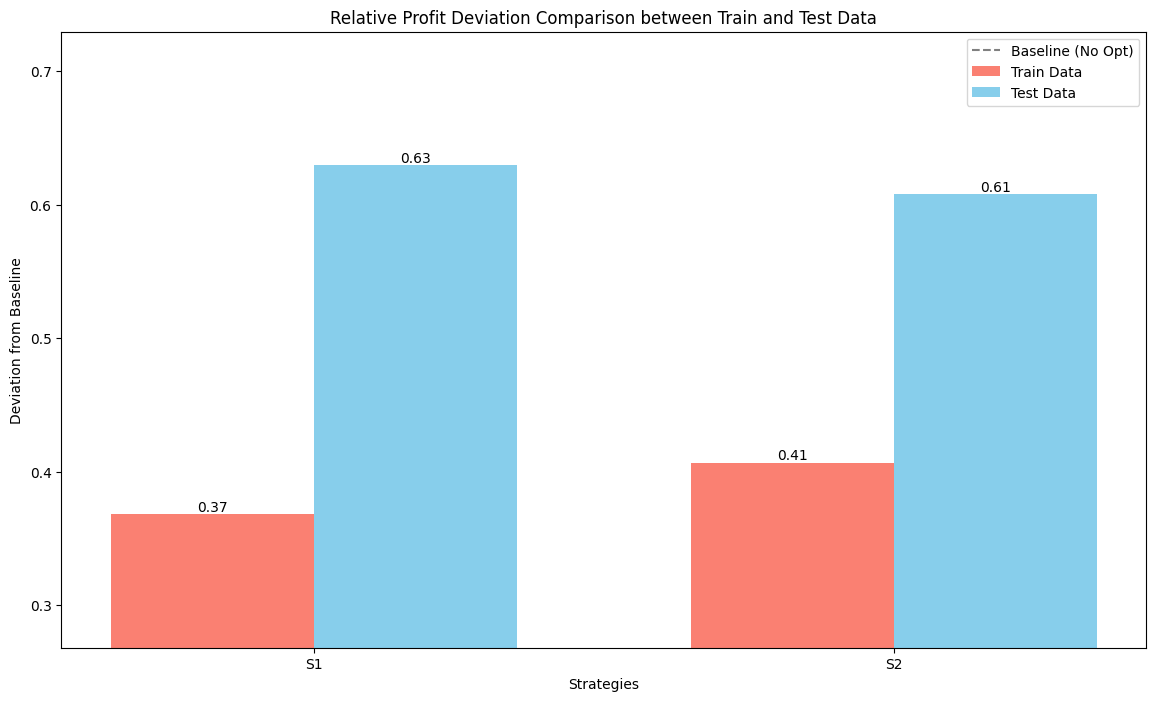 Relative Profit Deviation Comparison between Train and Test Data
Baseline (No Opt)
Train Data
Test Data
Deviation from Baseline
0.7
0.6
0.5
0.4
0.3
0.37
0.63
0.41
0.61
S1
S2
Strategies